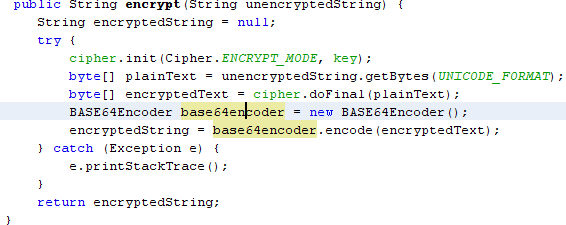 public String encrypt(String unencryptedString) {
String encryptedString = null;
try {
cipher.init(Cipher.ENCRYPT_MODE, key);
byte[] plainText = unencryptedString.getBytes(UNICODE_FORMAT);
byte[] encryptedText = cipher.doFinal(plainText);
BASE64Encoder base64encoder = new BASE64Encoder();
encryptedString = base64encoder.encode(encryptedText);
} catch (Exception e) {
e.printStackTrace();
}
return encryptedString;
}